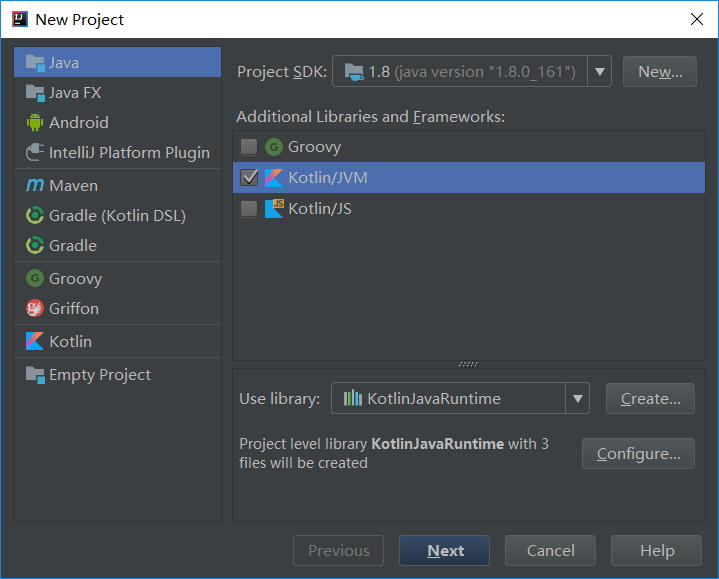 New Project
Java
Java FX
Android
IntelliJ Platform Plugin
Maven
Gradle (Kotlin DSL)
Gradle
Groovy
Griffon
Kotlin
Empty Project
Project SDK: 1.8 (java version "1.8.0_161") New...
Additional Libraries and Frameworks:
Groovy
Kotlin/JVM
Kotlin/JS
Use library: KotlinJavaRuntime Create...
Project level library KotlinJavaRuntime with 3
files will be created
Configure...
Previous Next Cancel Help